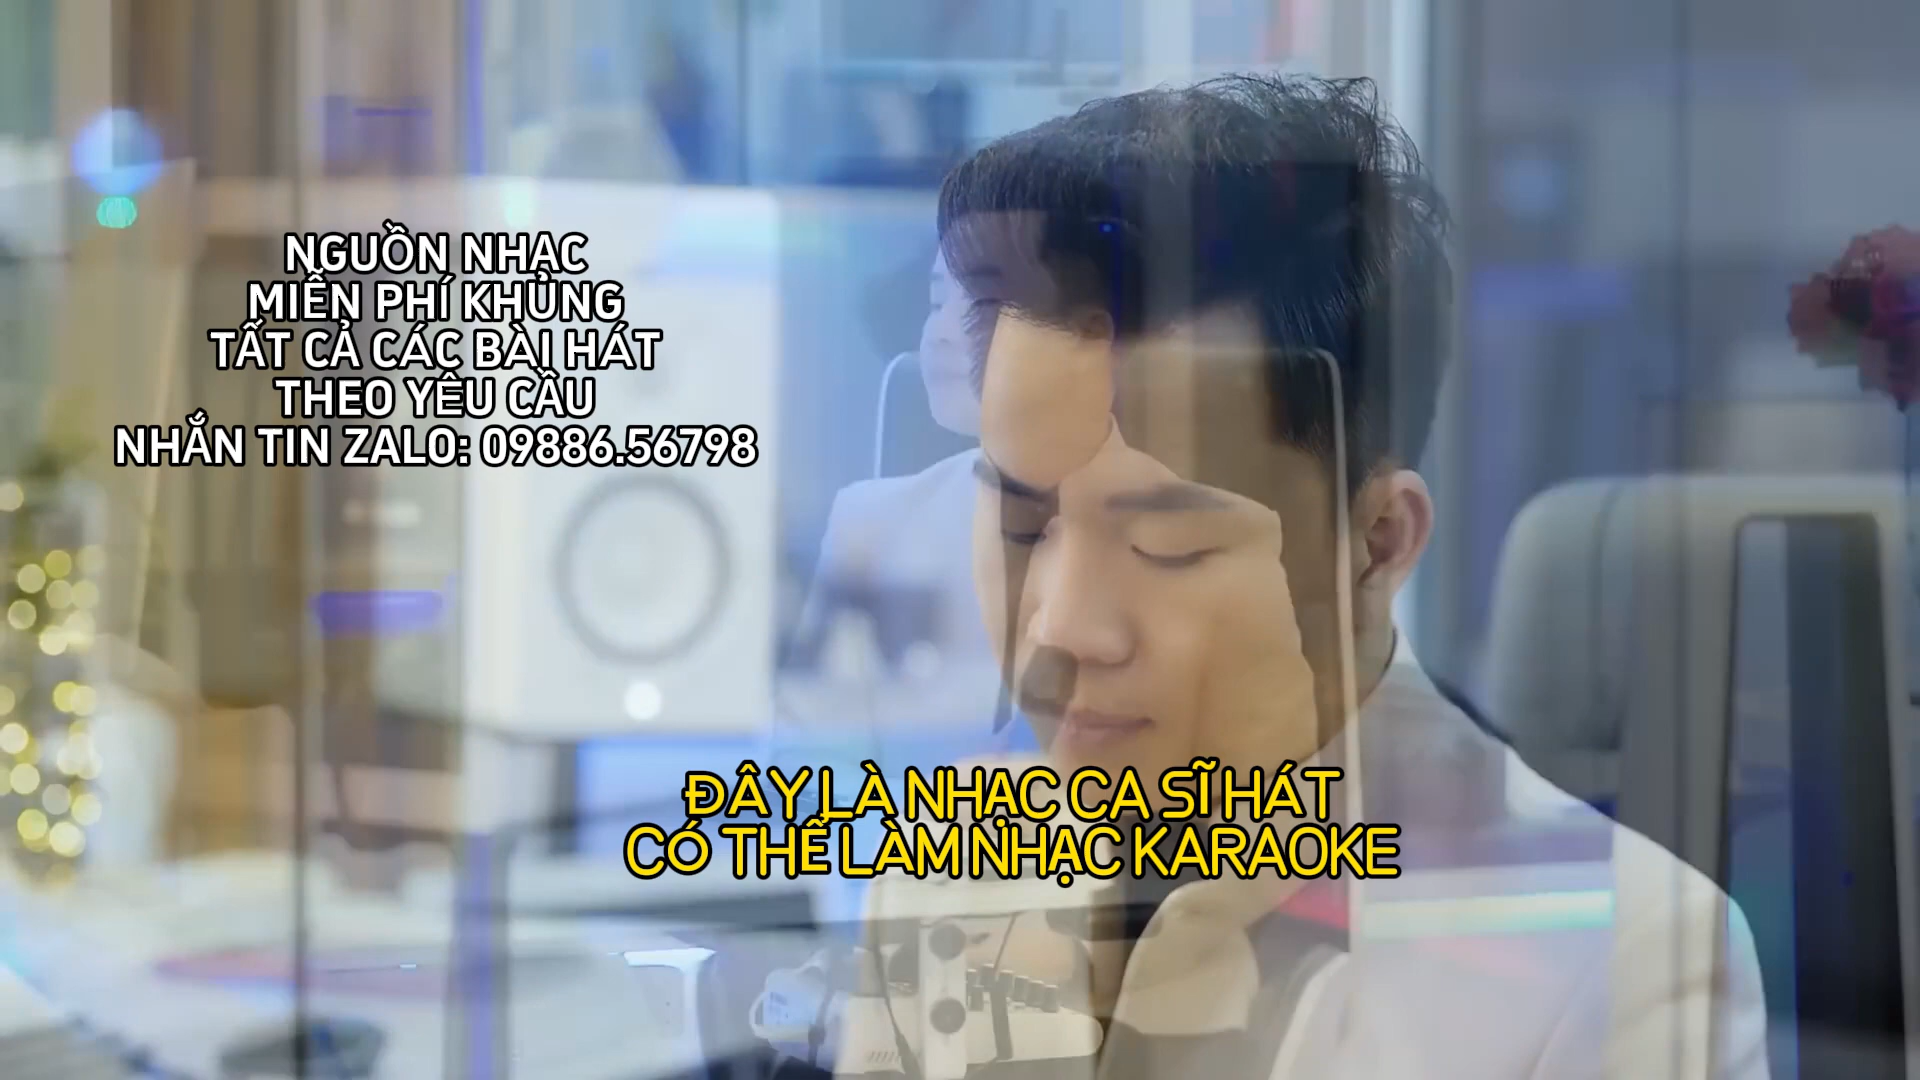 NGUỒN NHẠC
MIỄN PHÍ KHỦNG
TẤT CẢ CÁC BÀI HÁT
THEO YÊU CẦU
NHẮN TIN ZALO: 09886.56798
ĐÂY LÀ NHẠC CA SĨ HÁT
CÓ THỂ LÀM NHẠC KARAOKE